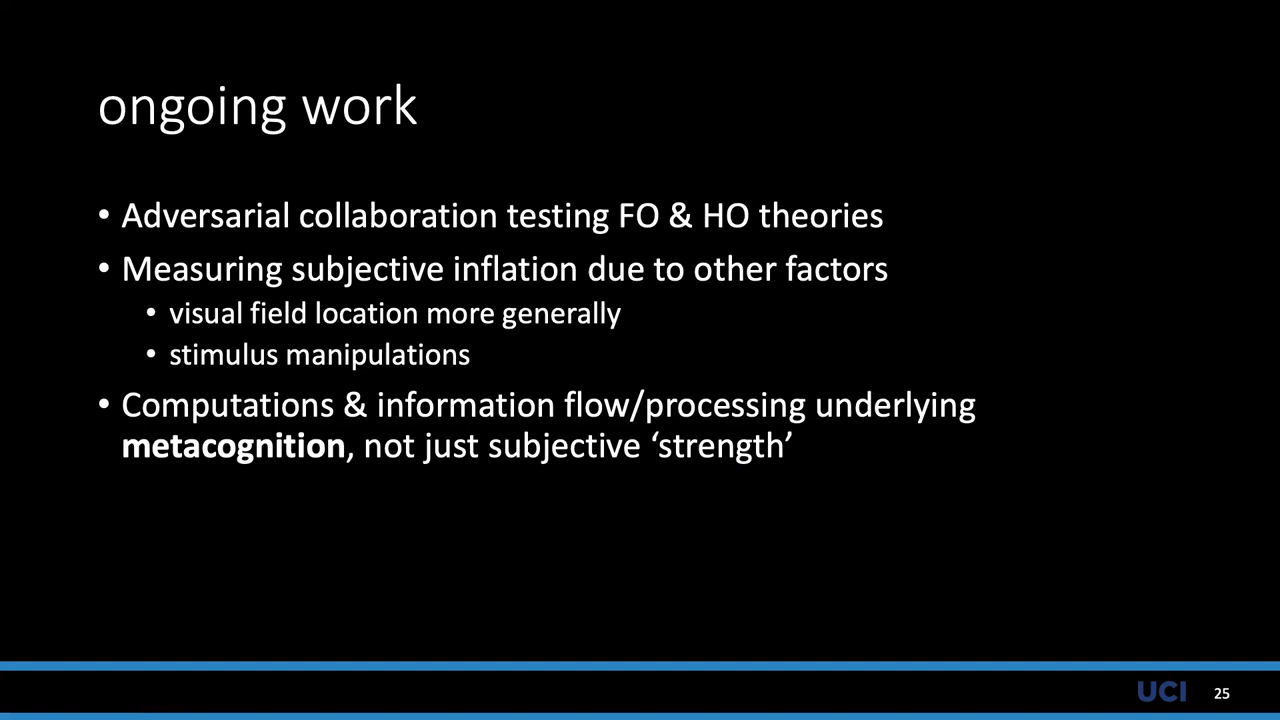 ongoing work
• Adversarial collaboration testing FO & HO theories
• Measuring subjective inflation due to other factors
• visual field location more generally
• stimulus manipulations
• Computations & information flow/processing underlying
metacognition, not just subjective ‘strength’
UCI 25